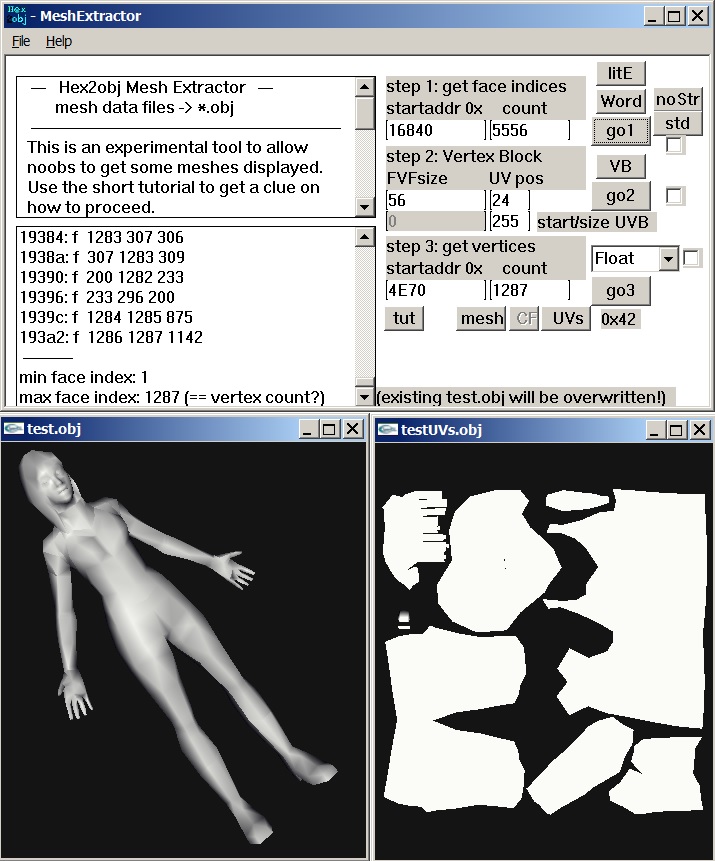 Hex
obj - MeshExtractor
File Help
— Hex2obj Mesh Extractor —
mesh data files -> *.obj
This is an experimental tool to allow
noobs to get some meshes displayed.
Use the short tutorial to get a clue on
how to proceed.
19384: f 1283 307 306
1938a: f 307 1283 309
19390: f 200 1282 233
19396: f 233 296 200
1939c: f 1284 1285 875
193a2: f 1286 1287 1142
min face index: 1
max face index: 1287 (== vertex count?)
step 1: get face indices
startaddr 0x count
16840 5556
litE
Word noStr
go1 std
step 2: Vertex Block
FVFsize UV pos
56 24
0 255 start/size UVB
VB
go2
step 3: get vertices
startaddr 0x count
4E70 1287
Float
go3
tut mesh CF UVs 0x42
(existing test.obj will be overwritten!)
test.obj
testUVs.obj